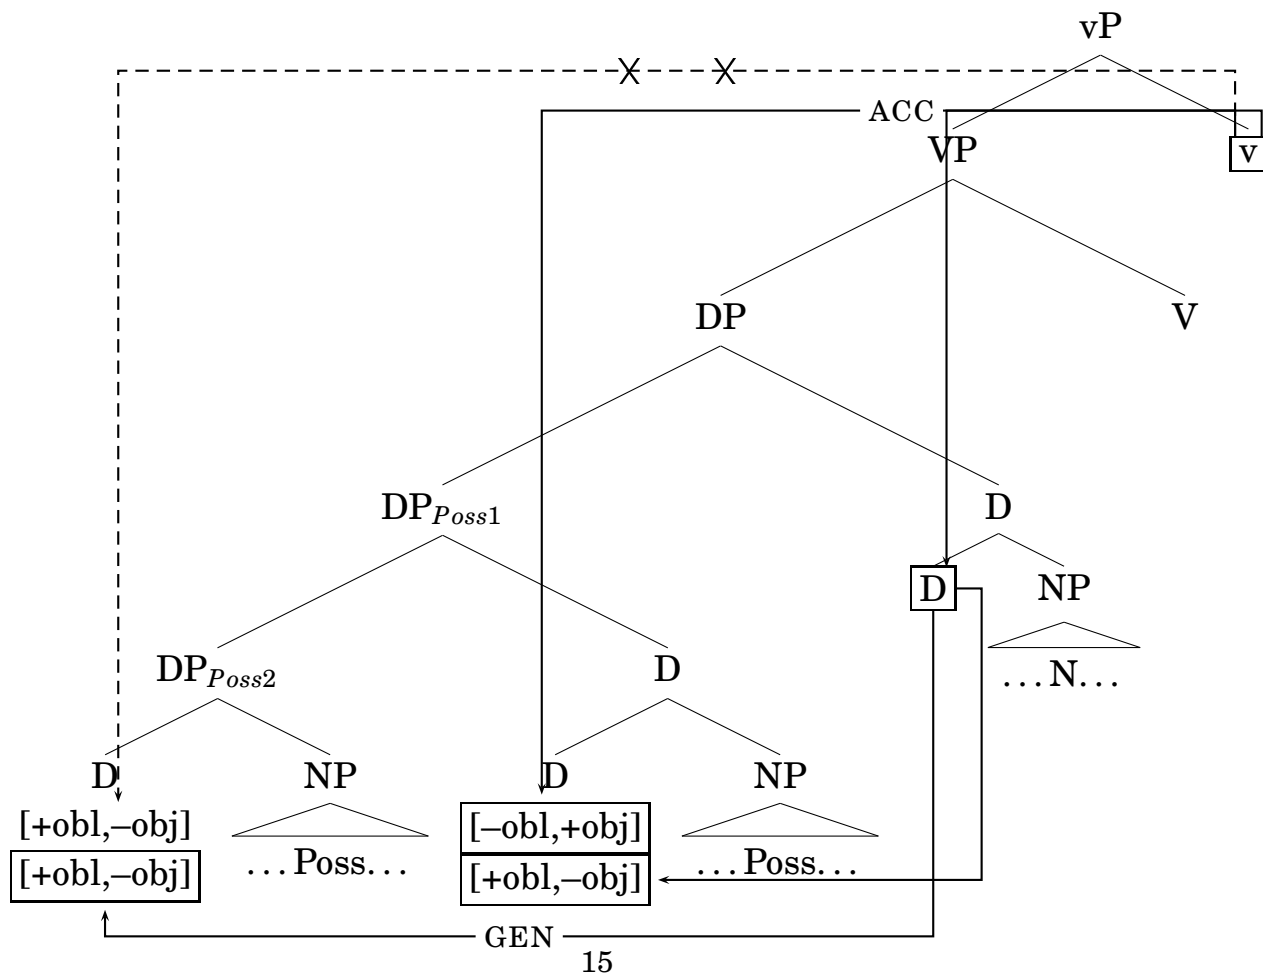 vP
X X
ACC
VP v
DP V
DP_Poss1 D
D NP
DP_Poss2 D
...N...
D NP D NP
[+obl,–obj] [–obl,+obj]
[+obl,–obj] ...Poss... [+obl,–obj] ...Poss...
GEN
15